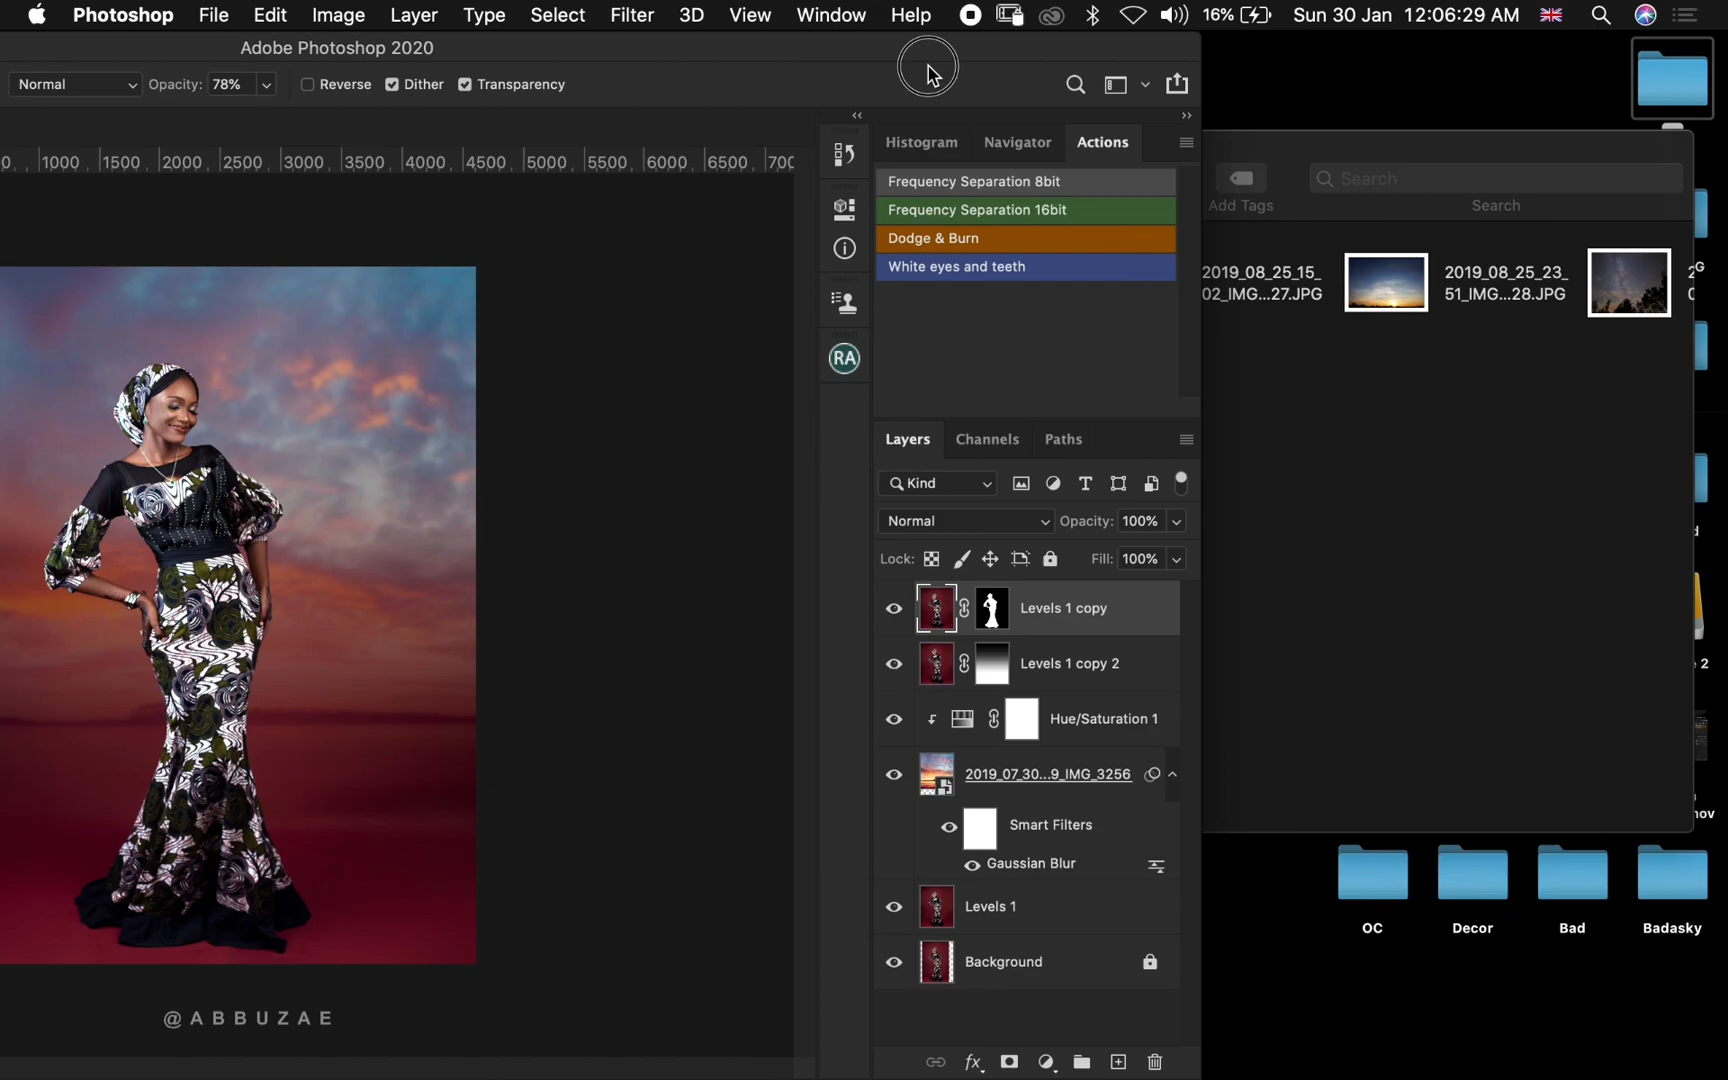 Photoshop File Edit Image Layer Type Select Filter 3D View Window Help 16% Sun 30 Jan 12:06:29 AM
Adobe Photoshop 2020
Normal Opacity: 78% Reverse Dither Transparency
1000 1500 2000 2500 3000 3500 4000 4500 5000 5500 6000 6500
Histogram Navigator Actions
Frequency Separation 8bit
Frequency Separation 16bit
Dodge & Burn
White eyes and teeth
RA
Search
Add Tags Search
2019_08_25_15_
02_IMG...27.JPG
2019_08_25_23_
51_IMG...28.JPG
Layers Channels Paths
Kind
Normal Opacity: 100%
Lock: Fill: 100%
Levels 1 copy
Levels 1 copy 2
Hue/Saturation 1
2019_07_30...9_IMG_3256
Smart Filters
Gaussian Blur
Levels 1
Background
@ABBUZAE
fx
OC Decor Bad Badasky